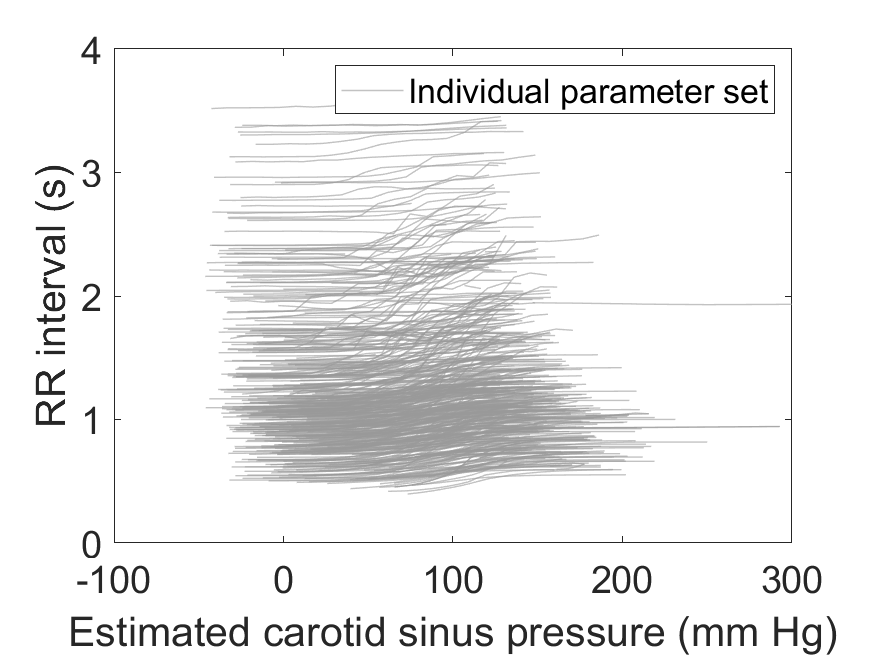 4
Individual parameter set
3
RR interval (s)
2
1
0
-100 0 100 200 300
Estimated carotid sinus pressure (mm Hg)